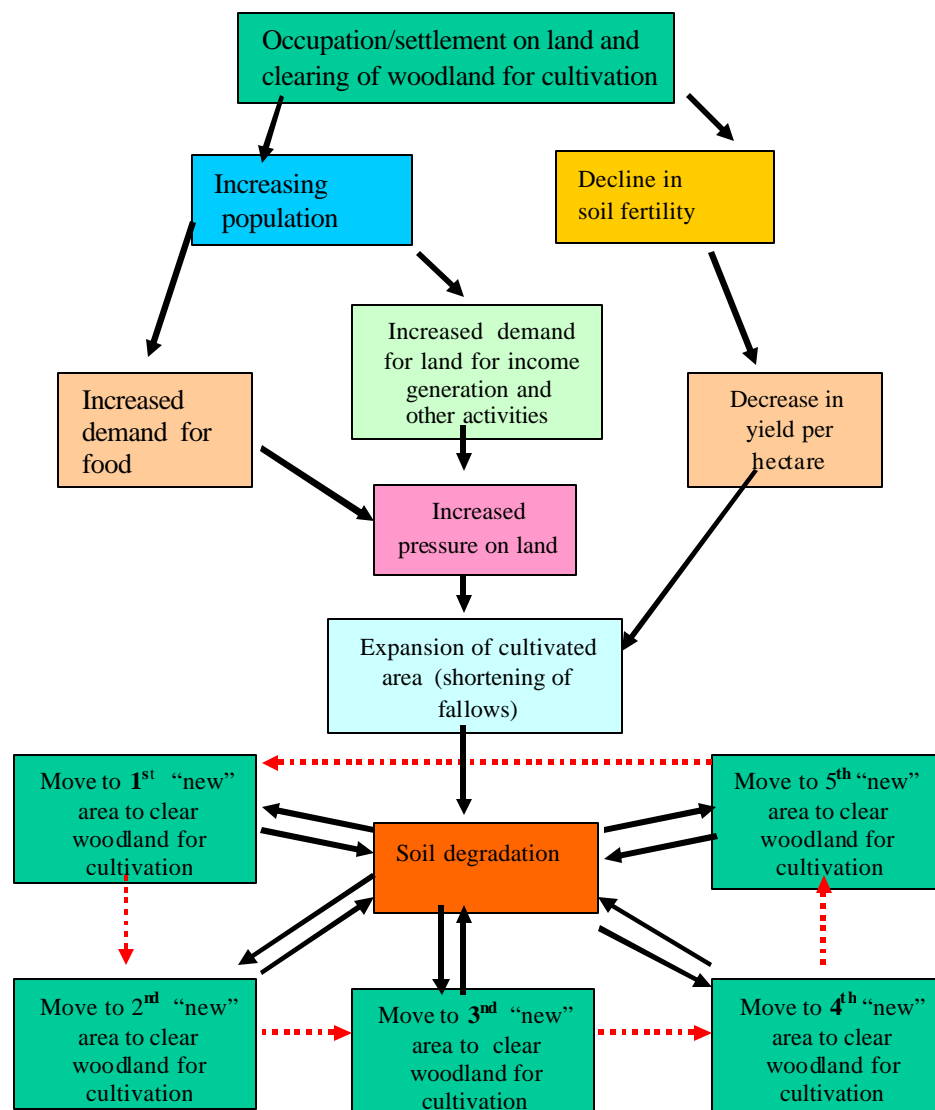 Occupation/settlement on land and
clearing of woodland for cultivation
Increasing
population
Decline in
soil fertility
Increased demand
for land for income
generation and
other activities
Increased
demand for
food
Decrease in
yield per
hectare
Increased
pressure on land
Expansion of cultivated
area (shortening of
fallows)
Move to 1st “new”
area to clear
woodland for
cultivation
Move to 5th “new”
area to clear
woodland for
cultivation
Soil degradation
Move to 2nd “new”
area to clear
woodland for
cultivation
Move to 3nd “new”
area to clear
woodland for
cultivation
Move to 4th “new”
area to clear
woodland for
cultivation